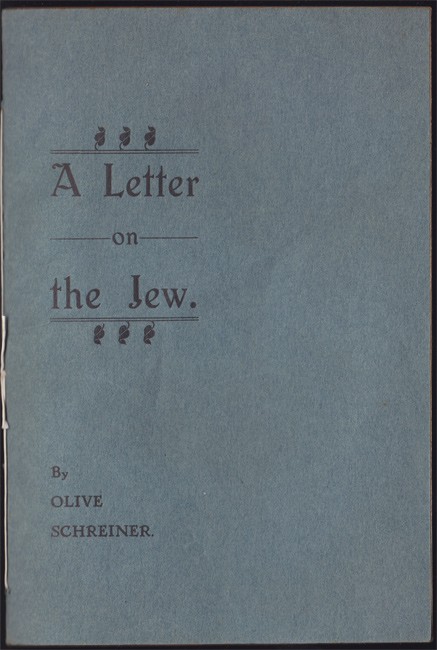 A Letter
on
the Jew.
By
OLIVE
SCHREINER.